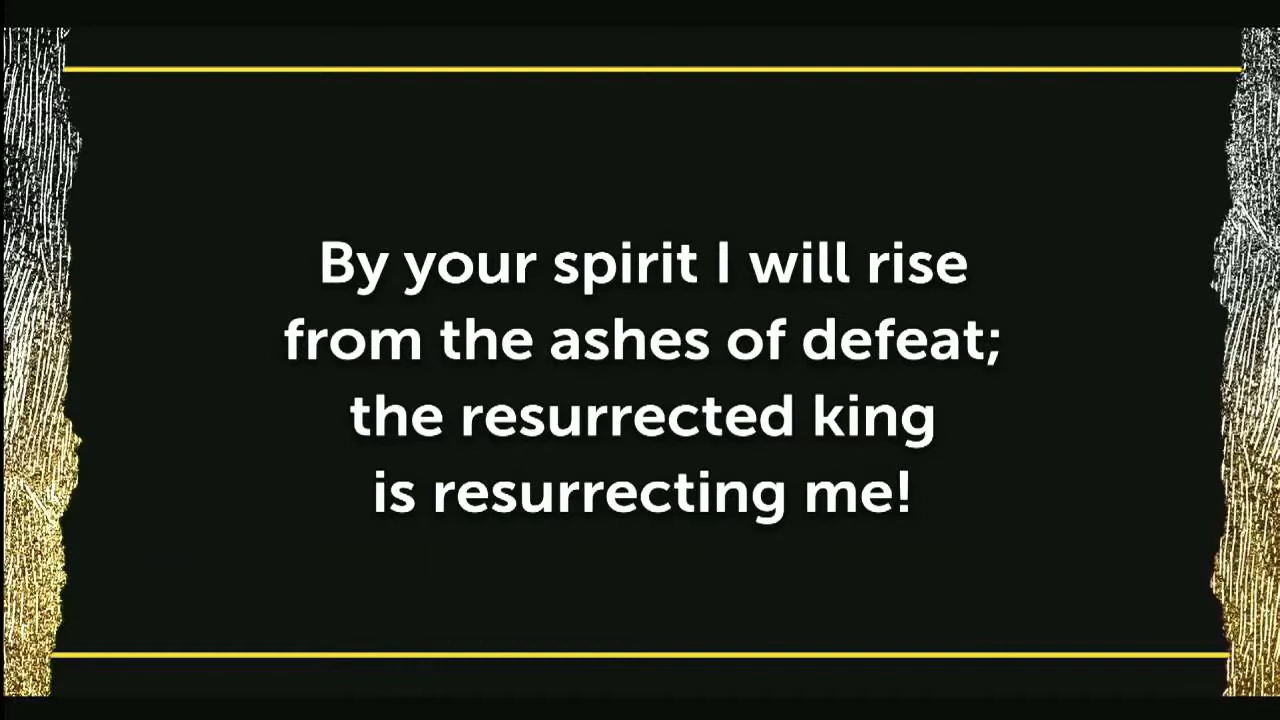 By your spirit I will rise
from the ashes of defeat;
the resurrected king
is resurrecting me!